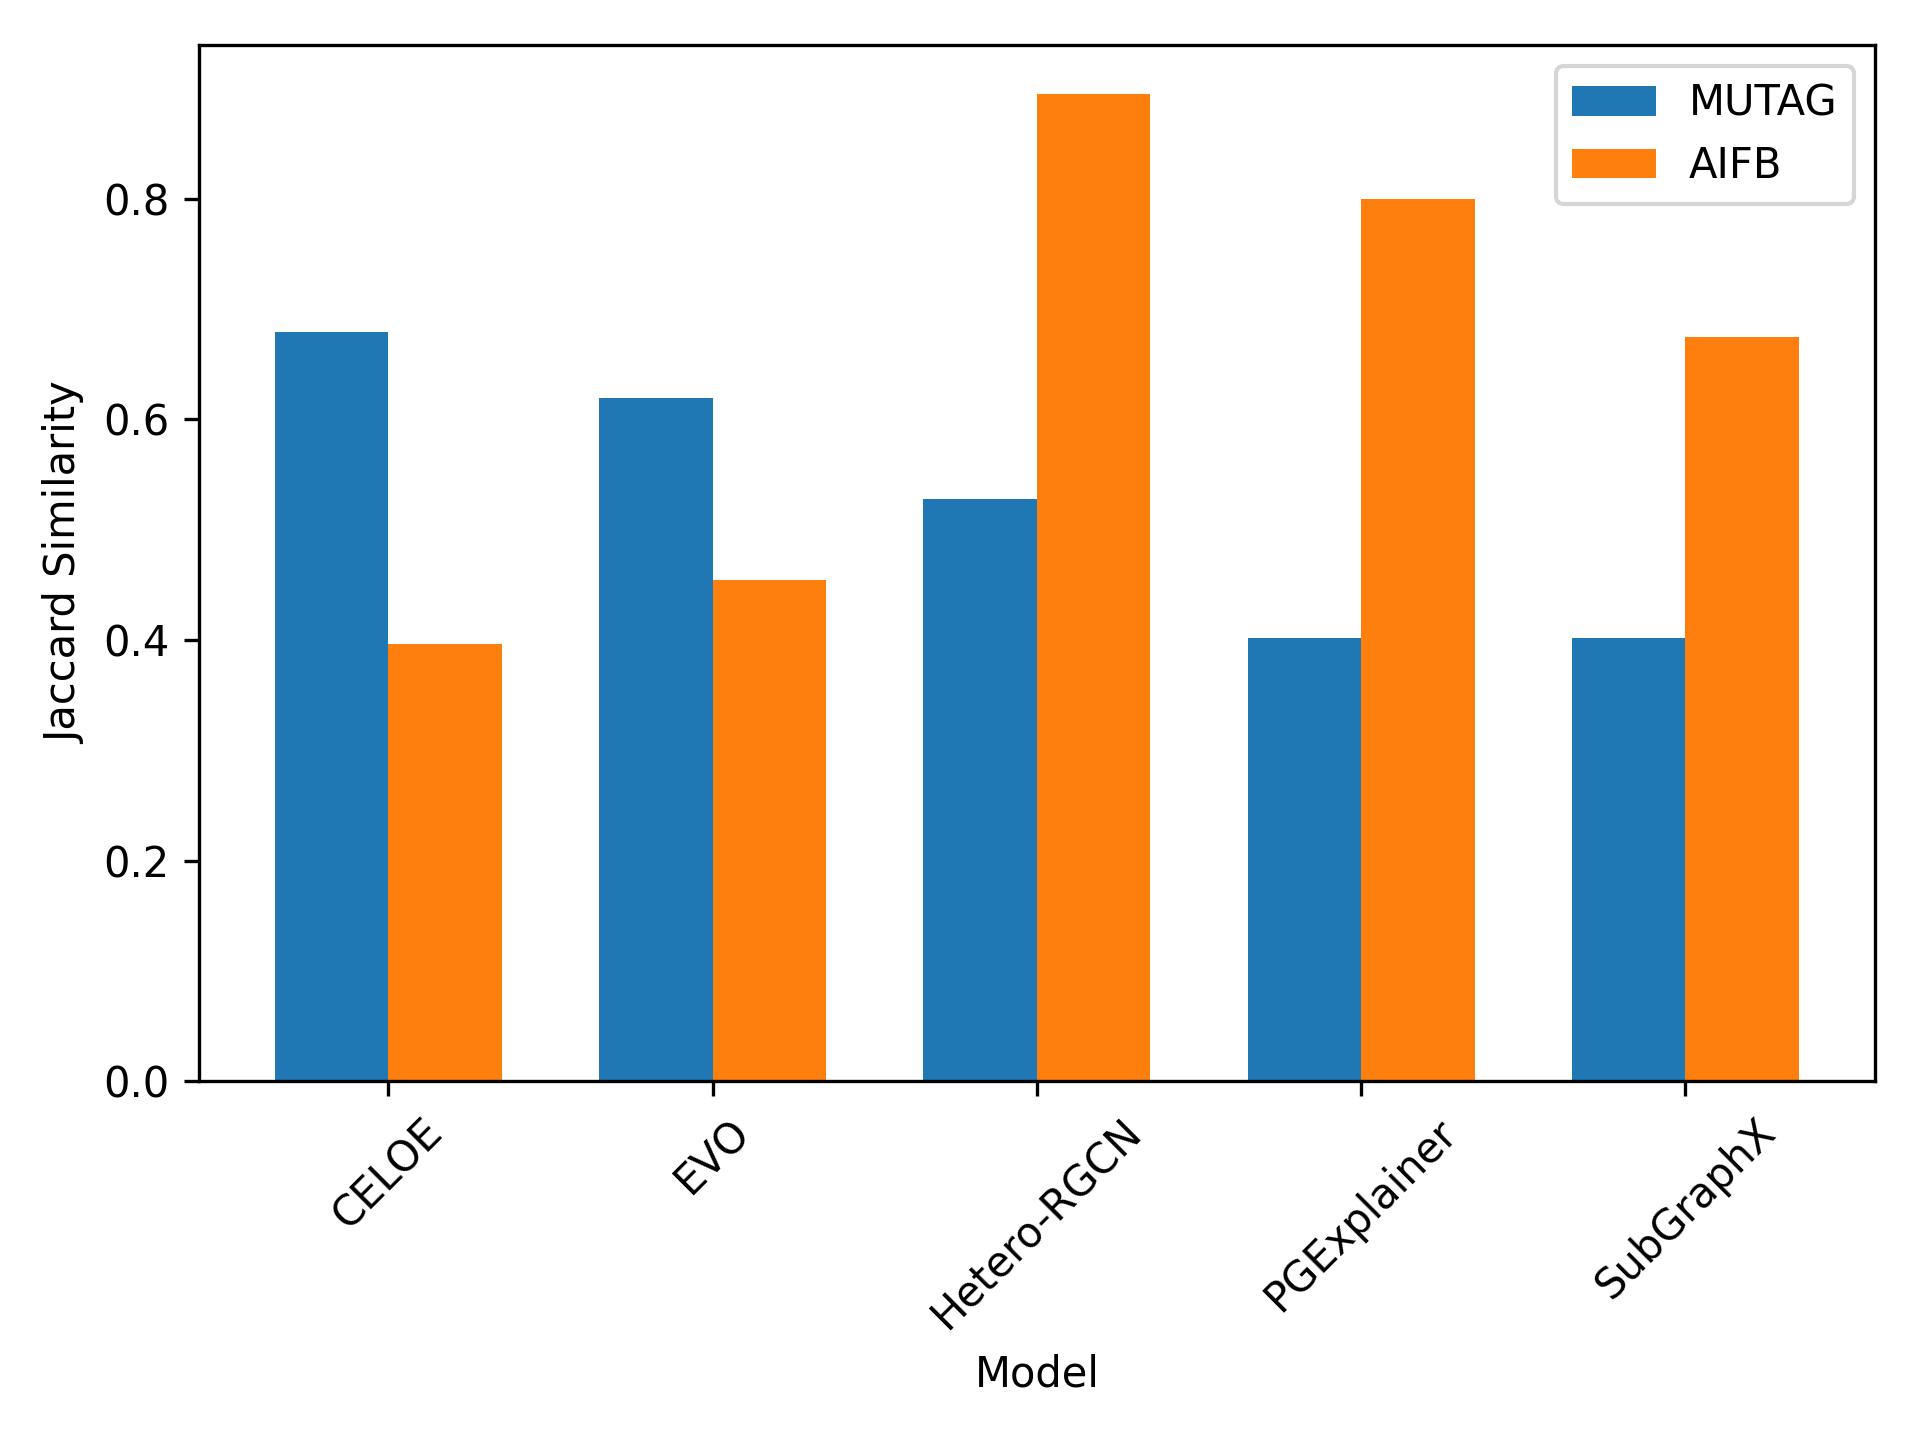 MUTAG
AIFB
Jaccard Similarity
0.8
0.6
0.4
0.2
0.0
CELOE
EVO
Hetero-RGCN
PGExplainer
SubGraphX
Model